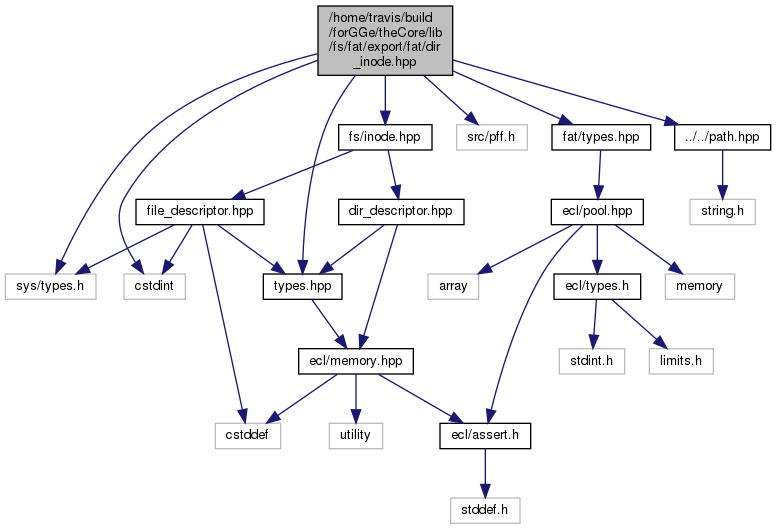 /home/travis/build
/forGGe/theCore/lib
/fs/fat/export/fat/dir
_inode.hpp
fs/inode.hpp
src/pff.h
fat/types.hpp
../../path.hpp
file_descriptor.hpp
dir_descriptor.hpp
ecl/pool.hpp
string.h
sys/types.h
cstdint
types.hpp
array
ecl/types.h
memory
ecl/memory.hpp
stdint.h
limits.h
cstddef
utility
ecl/assert.h
stddef.h